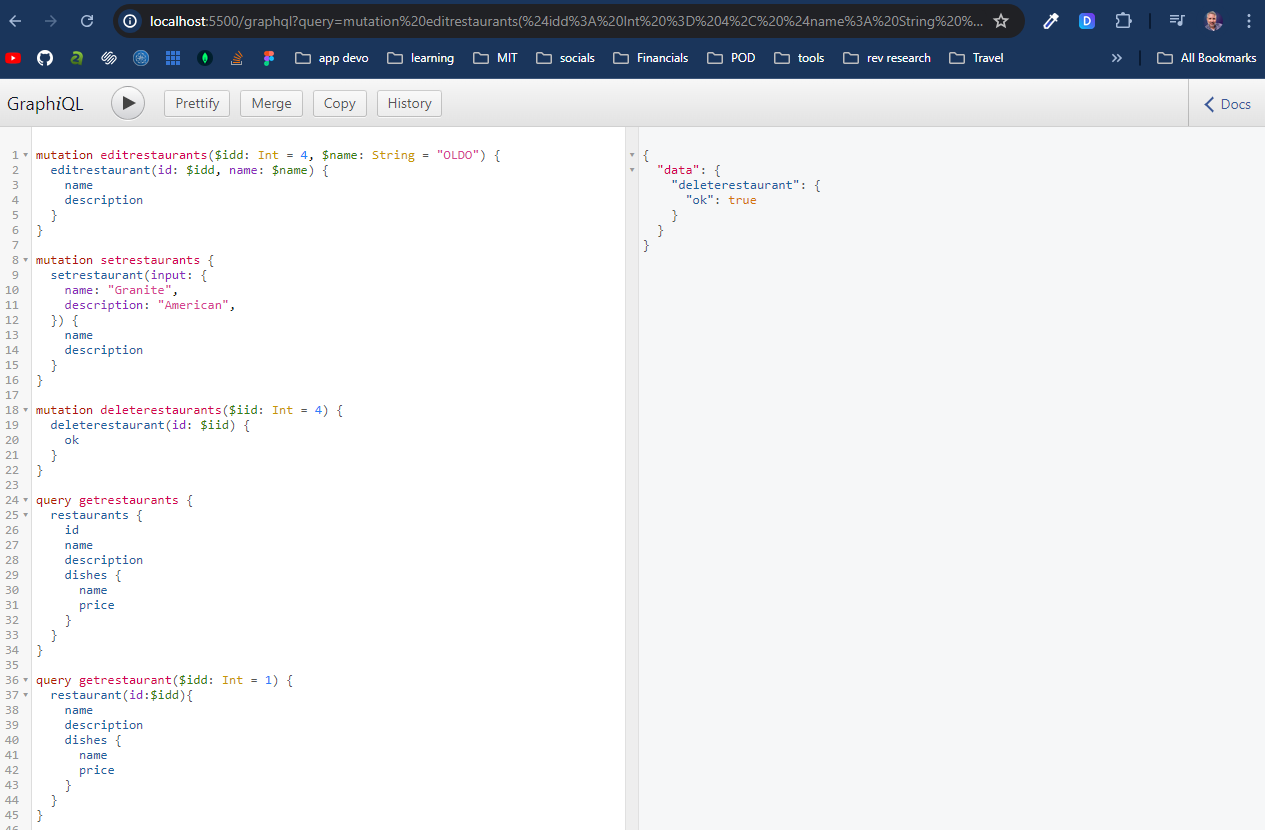 localhost:5500/graphql?query=mutation%20editrestaurants(%24idd%3A%20Int%20%3D%204%2C%20%24name%3A%20String%20%...
D
app devo
learning
MIT
socials
Financials
POD
tools
rev research
Travel
»
All Bookmarks
GraphiQL
Prettify
Merge
Copy
History
Docs
1 mutation editrestaurants($idd: Int = 4, $name: String = "OLDO") {
2   editrestaurant(id: $idd, name: $name) {
3     name
4     description
5   }
6 }
7
8 mutation setrestaurants {
9   setrestaurant(input: {
10     name: "Granite",
11     description: "American",
12   }) {
13     name
14     description
15   }
16 }
17
18 mutation deleterestaurants($iid: Int = 4) {
19   deleterestaurant(id: $iid) {
20     ok
21   }
22 }
23
24 query getrestaurants {
25   restaurants {
26     id
27     name
28     description
29     dishes {
30       name
31       price
32     }
33   }
34 }
35
36 query getrestaurant($idd: Int = 1) {
37   restaurant(id:$idd){
38     name
39     description
40     dishes {
41       name
42       price
43     }
44   }
45 }
46
{
  "data": {
    "deleterestaurant": {
      "ok": true
    }
  }
}